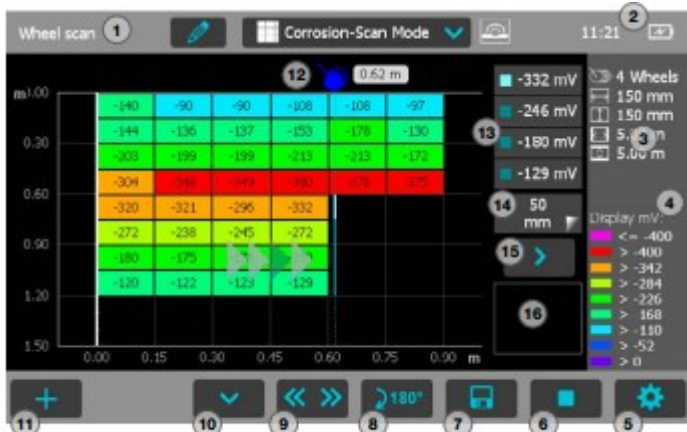 Wheel scan 1 Corrosion-Scan Mode 11:21 2
12 0.62 m
m 1.00
-140 -90 -90 -108 -108 -97
-144 -136 -137 -153 -178 -130
0.30
-203 -199 -199 -213 -213 -172
-304
0.60
-320 -321 -296 -332
-272 -238 -245 -272
0.90
-180 -175
-120 -122 -123 -129
1.20
1.50
0.00 0.15 0.30 0.45 0.60 0.75 0.90 m
-332 mV
-246 mV
13
-180 mV
-129 mV
14 50
mm
15
16
4 Wheels
150 mm
150 mm
3
5.00 m
4
Display mV:
<= -400
> -400
> -342
> -284
> -226
> 168
> -110
> -52
> 0
180°
11 10 9 8 7 6 5